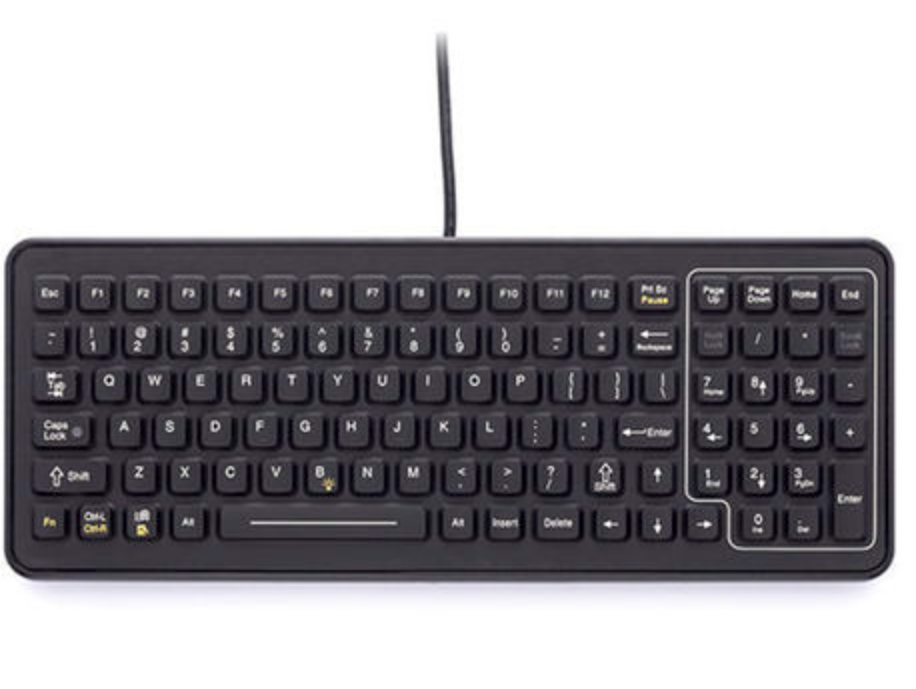 Esc F1 F2 F3 F4 F5 F6 F7 F8 F9 F10 F11 F12 Prt Sc Pause Page Up Page Down Home End
~ ! 1 @ 2 # 3 $ 4 % 5 ^ 6 & 7 * 8 ( 9 ) 0 _ - + = ← Backspace / * Scroll Lock
Tab Q W E R T Y U I O P { [ } ] | \ 7 Home 8 ↑ 9 PgUp -
Caps Lock A S D F G H J K L : ; ← Enter 4 ← 5 6 → +
⇧ Shift Z X C V B N M < , > . ? / ⇧ Shift ↑ 1 End 2 ↓ 3 PgDn Enter
Fn Ctrl-L Ctrl-R Alt Alt Insert Delete ← ↓ → 0 Ins . Del